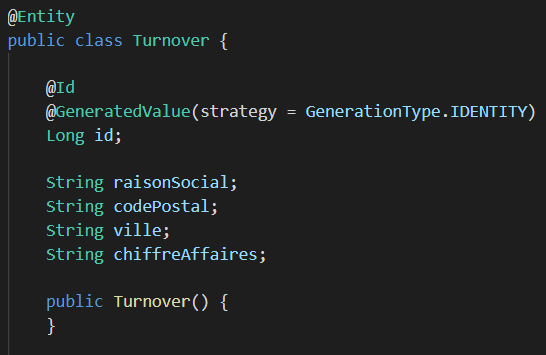 @Entity
public class Turnover {
@Id
@GeneratedValue(strategy = GenerationType.IDENTITY)
Long id;
String raisonSocial;
String codePostal;
String ville;
String chiffreAffaires;
public Turnover() {
}